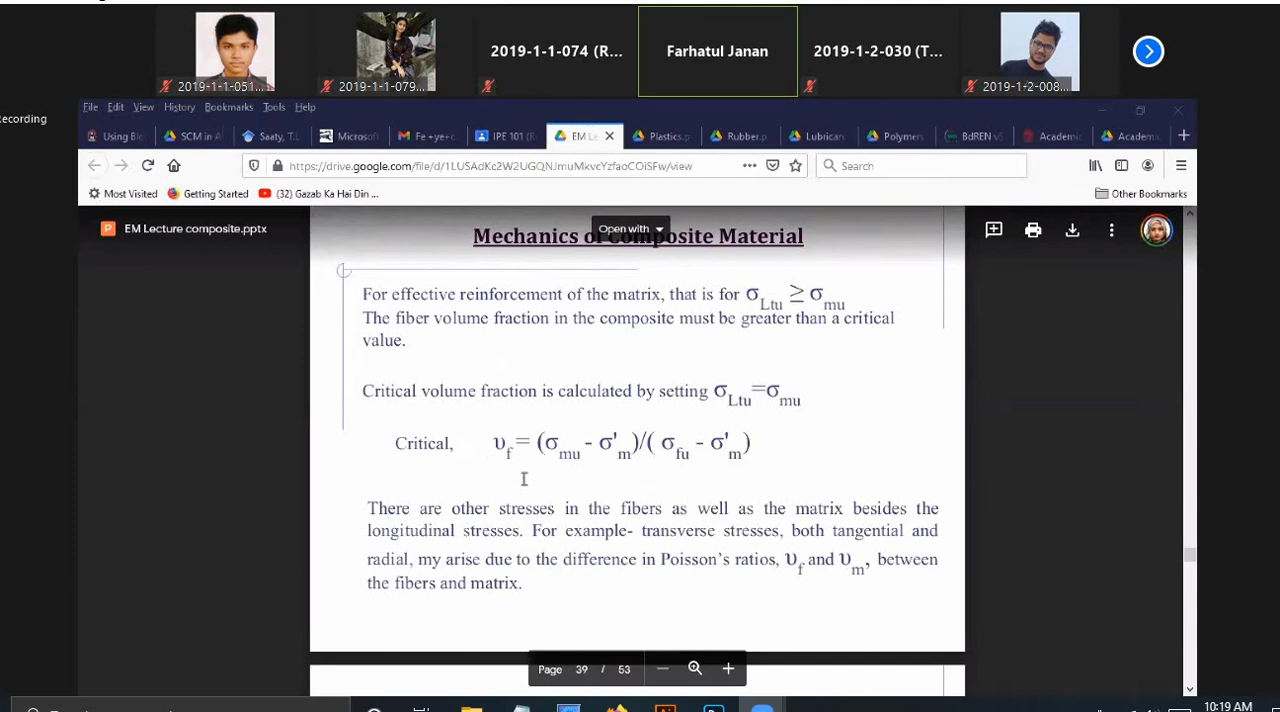 2019-1-1-051...
2019-1-1-079...
2019-1-1-074 (R...
Farhatul Janan
2019-1-2-030 (T...
2019-1-2-008...
ecording
File Edit View History Bookmarks Tools Help
Using Bl
SCM in A
Saaty, T.L
Microsof
Fe +ye+c
IPE 101 (R
EM Le
Plastics.p
Rubber.p
Lubrican
Polymers
BdREN v
Academic
Academi
https://drive.google.com/file/d/1LUSAdKc2W2UGQNJmuMkvcYzfaoCOiSFw/view
Search
Most Visited Getting Started (32) Gazab Ka Hai Din ...
Other Bookmarks
P EM Lecture composite.pptx
Open with
Mechanics of Composite Material
For effective reinforcement of the matrix, that is for σLtu ≥ σmu
The fiber volume fraction in the composite must be greater than a critical
value.
Critical volume fraction is calculated by setting σLtu=σmu
Critical, υf = (σmu - σ'm)/( σfu - σ'm)
There are other stresses in the fibers as well as the matrix besides the
longitudinal stresses. For example- transverse stresses, both tangential and
radial, my arise due to the difference in Poisson’s ratios, υf and υm, between
the fibers and matrix.
Page 39 / 53
10:19 AM